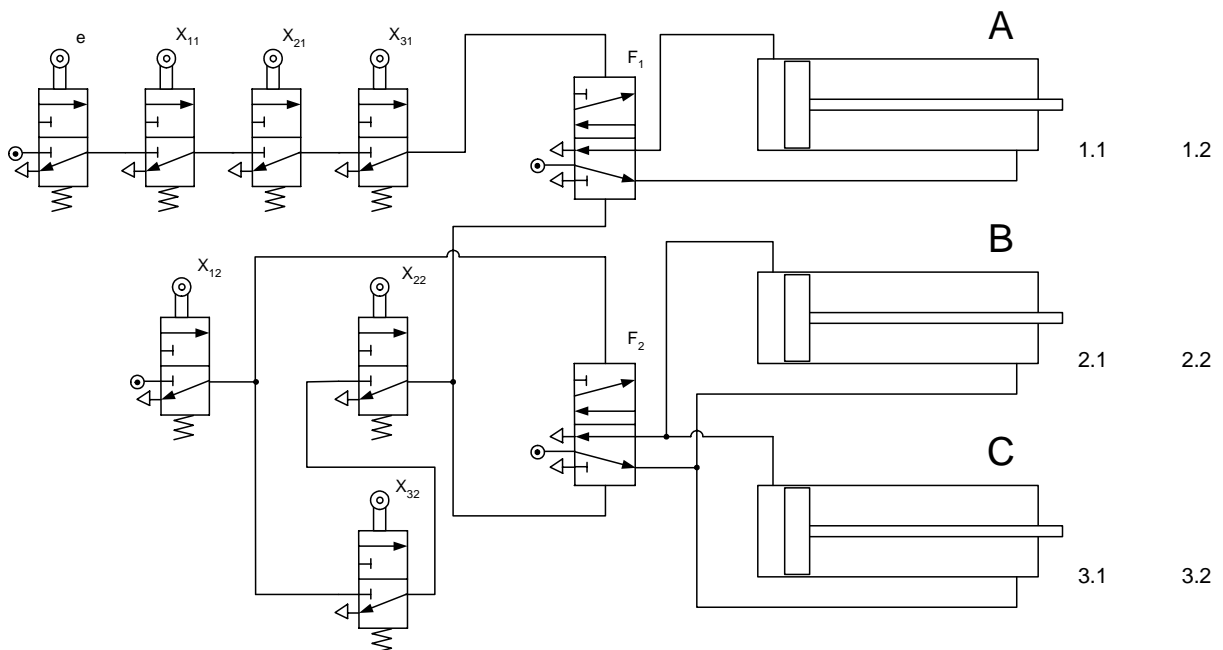 e X₁₁ X₂₁ X₃₁ F₁ A
1.1 1.2
X₁₂ X₂₂ F₂ B
2.1 2.2
X₃₂ C
3.1 3.2